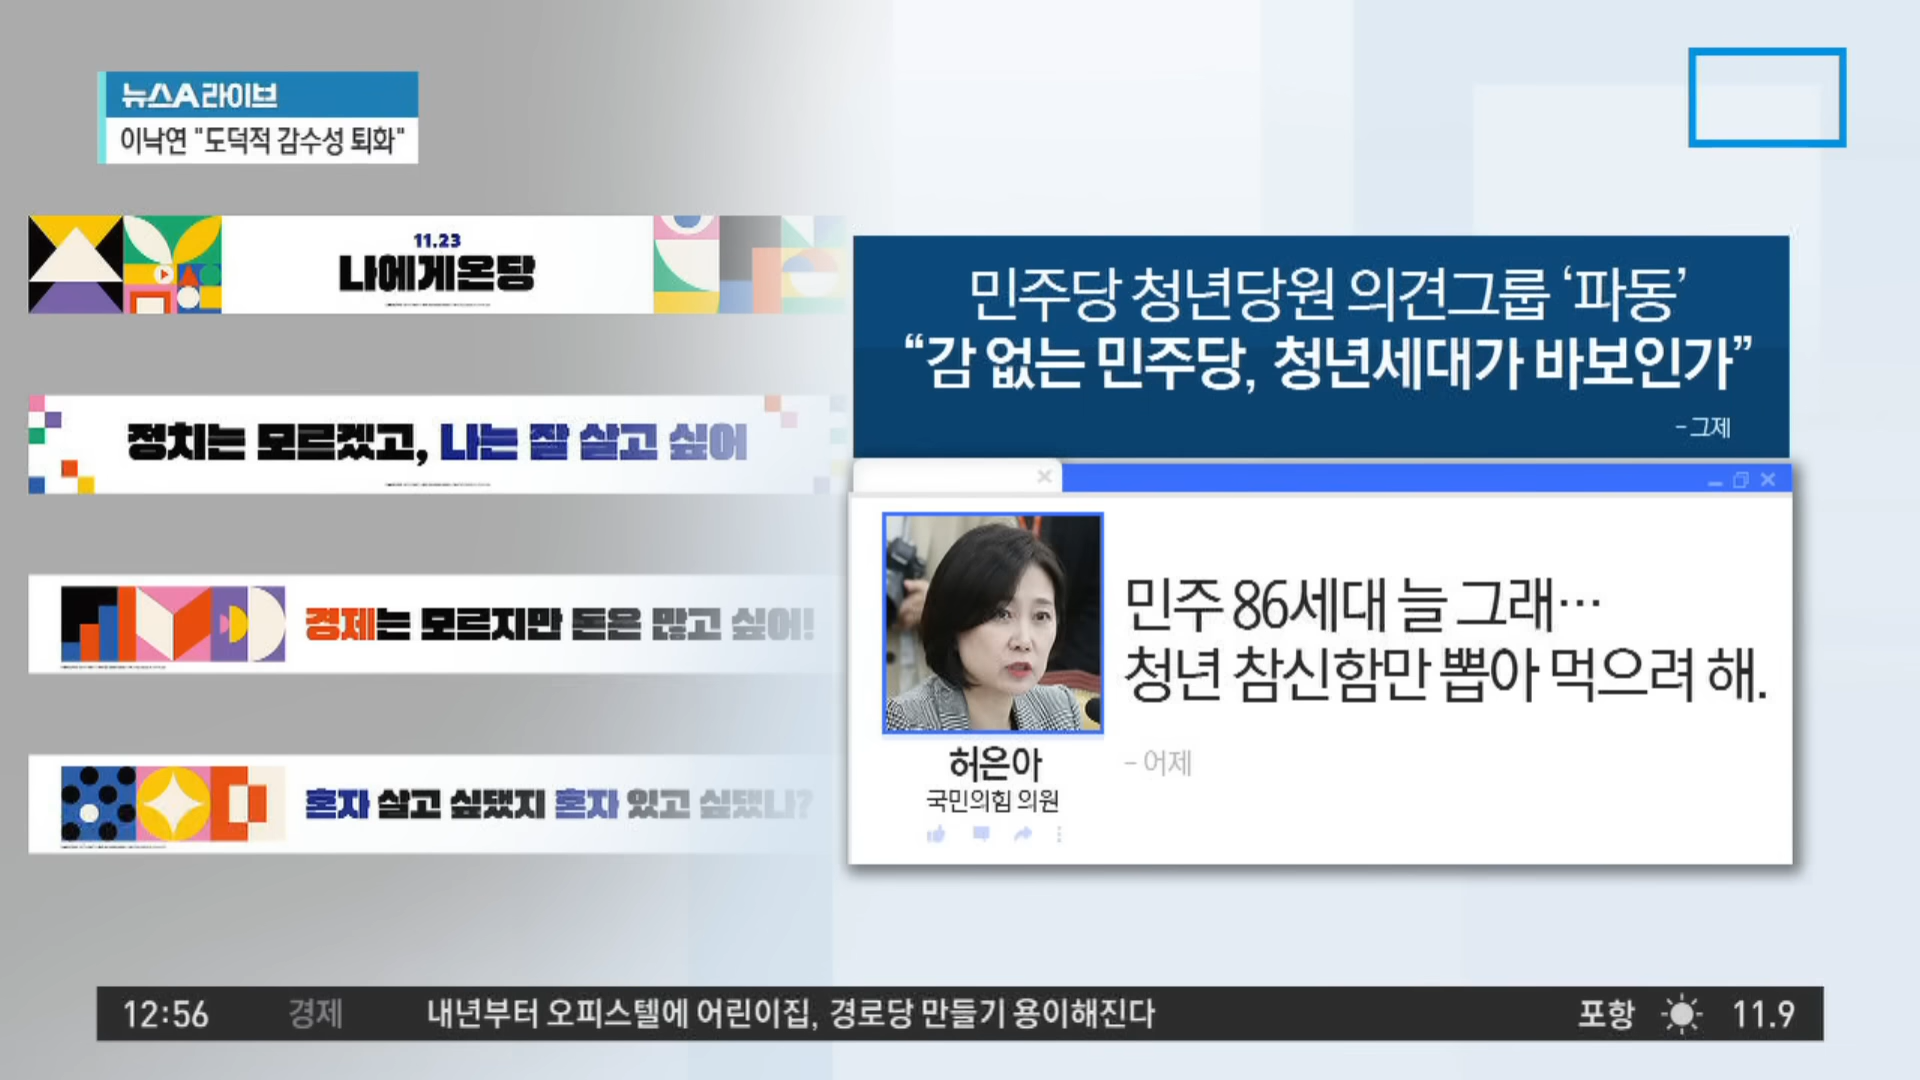 뉴스A 라이브
이낙연 "도덕적 감수성 퇴화"
11.23
나에게온당
정치는 모르겠고, 나는 잘 살고 싶어
경제는 모르지만 돈은 많고 싶어!
혼자 살고 싶댔지 혼자 있고 싶댔나?
민주당 청년당원 의견그룹 ‘파동’
“감 없는 민주당, 청년세대가 바보인가”
- 그제
민주 86세대 늘 그래…
청년 참신함만 뽑아 먹으려 해.
- 어제
허은아
국민의힘 의원
12:56 경제 내년부터 오피스텔에 어린이집, 경로당 만들기 용이해진다 포항 11.9